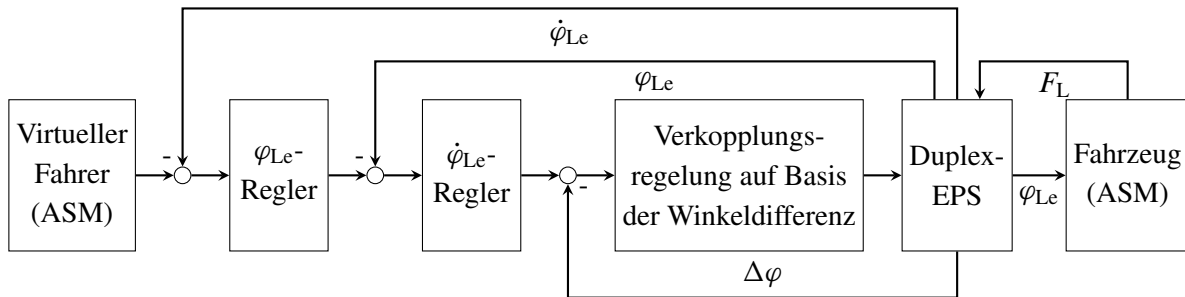 φ̇Le
φLe
FL
Virtueller
Fahrer
(ASM)
-
φLe-
Regler
-
φ̇Le-
Regler
-
Verkopplungs-
regelung auf Basis
der Winkeldifferenz
Duplex-
EPS
φLe
Fahrzeug
(ASM)
Δφ